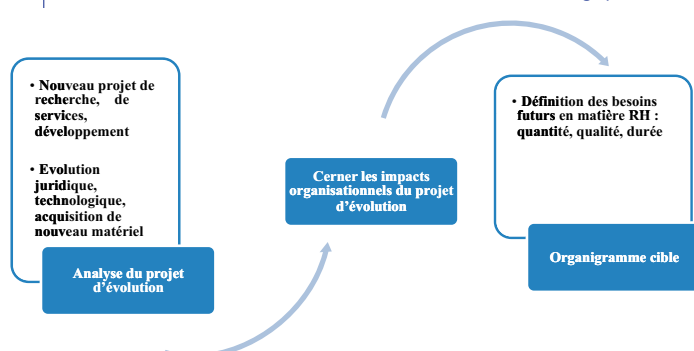 • Nouveau projet de
recherche, de
services,
développement
• Evolution
juridique,
technologique,
acquisition de
nouveau matériel
Analyse du projet
d’évolution
Cerner les impacts
organisationnels du projet
d’évolution
• Définition des besoins
futurs en matière RH :
quantité, qualité, durée
Organigramme cible